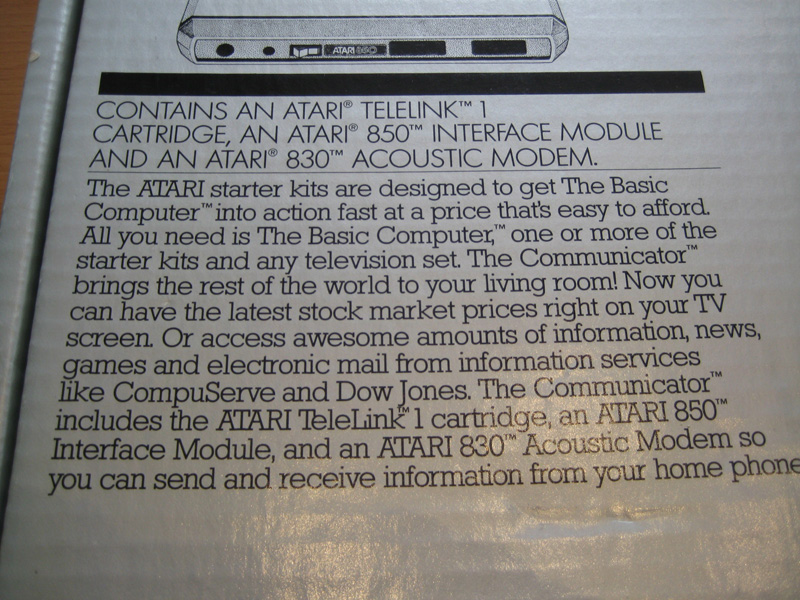 ATARI 850
CONTAINS AN ATARI® TELELINK™ 1
CARTRIDGE, AN ATARI® 850™ INTERFACE MODULE
AND AN ATARI® 830™ ACOUSTIC MODEM.
The ATARI starter kits are designed to get The Basic
Computer™ into action fast at a price that's easy to afford.
All you need is The Basic Computer,™ one or more of the
starter kits and any television set. The Communicator™
brings the rest of the world to your living room! Now you
can have the latest stock market prices right on your TV
screen. Or access awesome amounts of information, news,
games and electronic mail from information services
like CompuServe and Dow Jones. The Communicator™
includes the ATARI TeleLink™ 1 cartridge, an ATARI 850™
Interface Module, and an ATARI 830™ Acoustic Modem so
you can send and receive information from your home phone